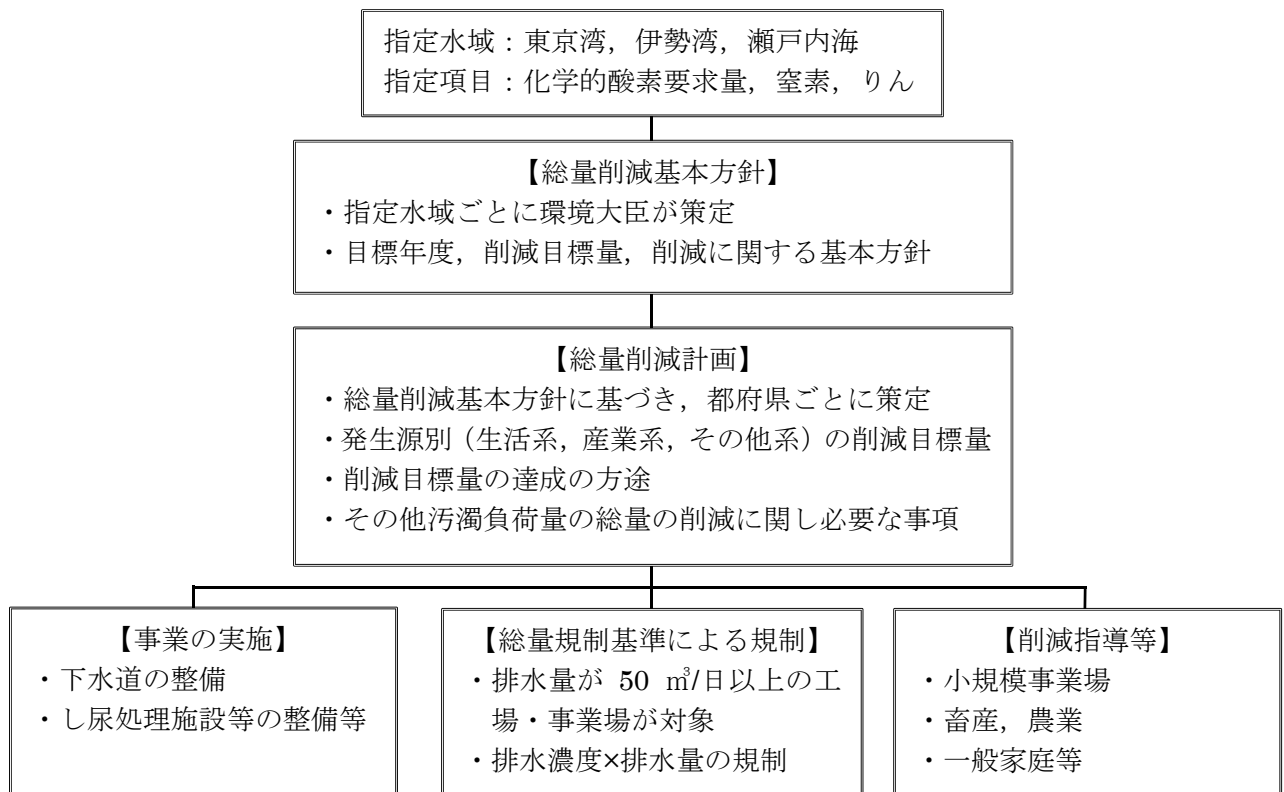 指定水域：東京湾，伊勢湾，瀬戸内海
指定項目：化学的酸素要求量，窒素，りん
【総量削減基本方針】
・指定水域ごとに環境大臣が策定
・目標年度，削減目標量，削減に関する基本方針
【総量削減計画】
・総量削減基本方針に基づき，都府県ごとに策定
・発生源別（生活系，産業系，その他系）の削減目標量
・削減目標量の達成の方途
・その他汚濁負荷量の総量の削減に関し必要な事項
【事業の実施】
・下水道の整備
・し尿処理施設等の整備等
【総量規制基準による規制】
・排水量が 50 ㎥/日以上の工
場・事業場が対象
・排水濃度×排水量の規制
【削減指導等】
・小規模事業場
・畜産，農業
・一般家庭等